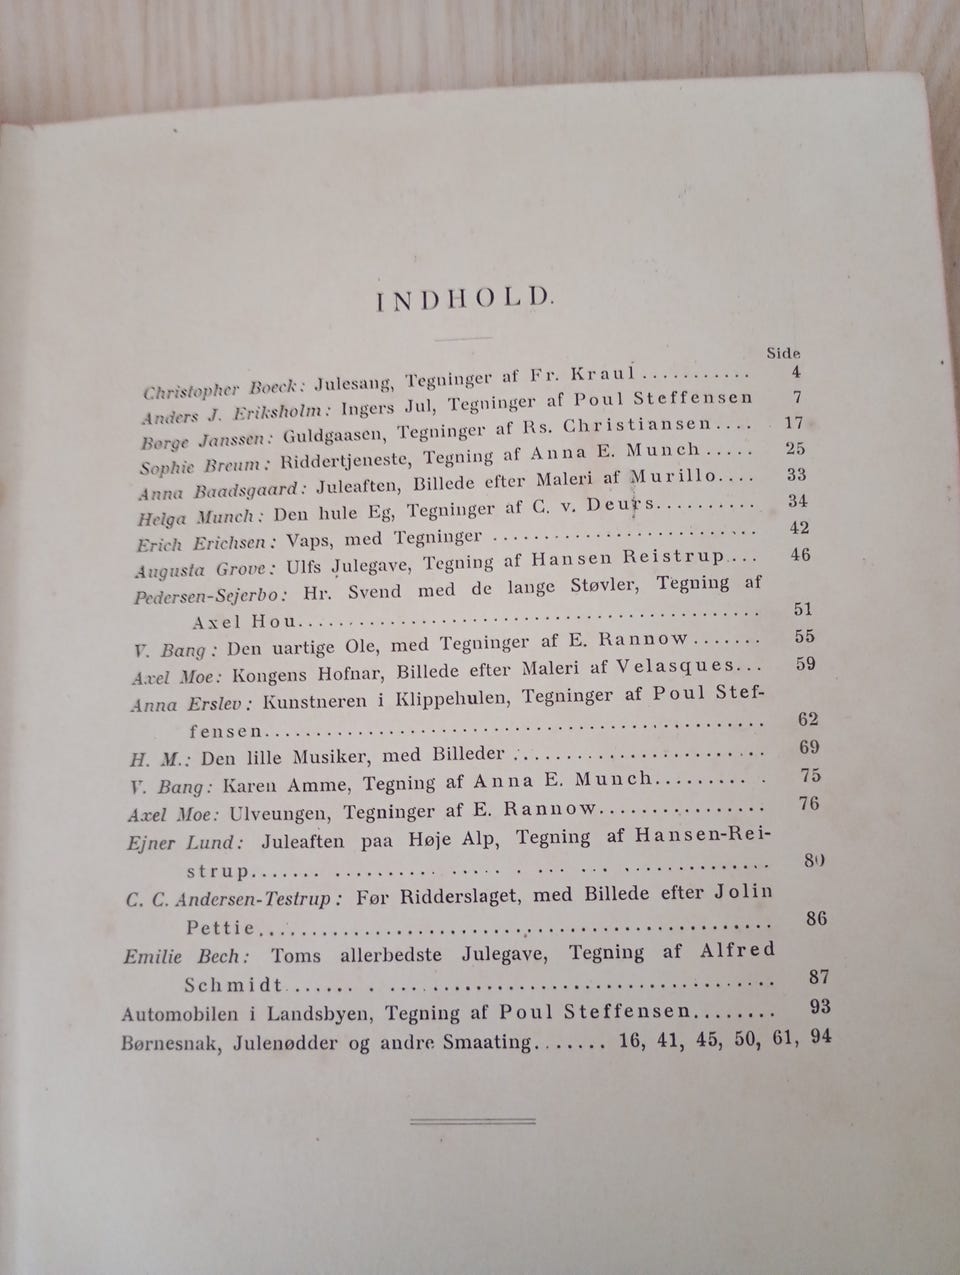 INDHOLD.
Side
Christopher Boeck: Julesang, Tegninger af Fr. Kraul........... 4
Anders J. Eriksholm: Ingers Jul, Tegninger af Poul Steffensen 7
Børge Janssen: Guldgaasen, Tegninger af Rs. Christiansen.... 17
Sophie Breum: Riddertjeneste, Tegning af Anna E. Munch..... 25
Anna Baadsgaard: Juleaften, Billede efter Maleri af Murillo.... 33
Helga Munch: Den hule Eg, Tegninger af C. v. Deurs.......... 34
Erich Erichsen: Vaps, med Tegninger ........................... 42
Augusta Grove: Ulfs Julegave, Tegning af Hansen Reistrup... 46
Pedersen-Sejerbo: Hr. Svend med de lange Støvler, Tegning af
Axel Hou............................................... 51
V. Bang: Den uartige Ole, med Tegninger af E. Rannow....... 55
Axel Moe: Kongens Hofnar, Billede efter Maleri af Velasques... 59
Anna Erslev: Kunstneren i Klippehulen, Tegninger af Poul Stef-
fensen.................................................. 62
H. M.: Den lille Musiker, med Billeder ......................... 69
V. Bang: Karen Amme, Tegning af Anna E. Munch.......... . 75
Axel Moe: Ulveungen, Tegninger af E. Rannow................ 76
Ejner Lund: Juleaften paa Høje Alp, Tegning af Hansen-Rei-
strup....... ........... ..... . ... ... ................ 80
C. C. Andersen-Testrup: Før Ridderslaget, med Billede efter Jolin
Pettie.................................................. 86
Emilie Bech: Toms allerbedste Julegave, Tegning af Alfred
Schmidt....... . ....................................... 87
Automobilen i Landsbyen, Tegning af Poul Steffensen........ 93
Børnesnak, Julenødder og andre Smaating....... 16, 41, 45, 50, 61, 94